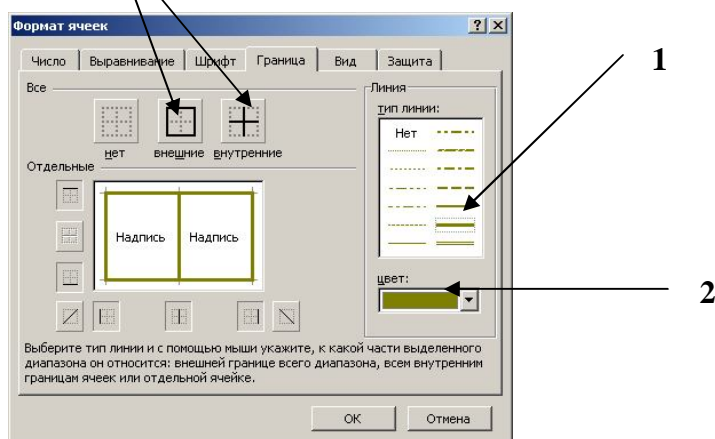 Формат ячеек
Число Выравнивание Шрифт Граница Вид Защита
1
Все
Линия
тип линии:
Нет
нет внешние внутренние
Отдельные
Надпись Надпись
цвет:
2
Выберите тип линии и с помощью мыши укажите, к какой части выделенного
диапазона он относится: внешней границе всего диапазона, всем внутренним
границам ячеек или отдельной ячейке.
ОК Отмена